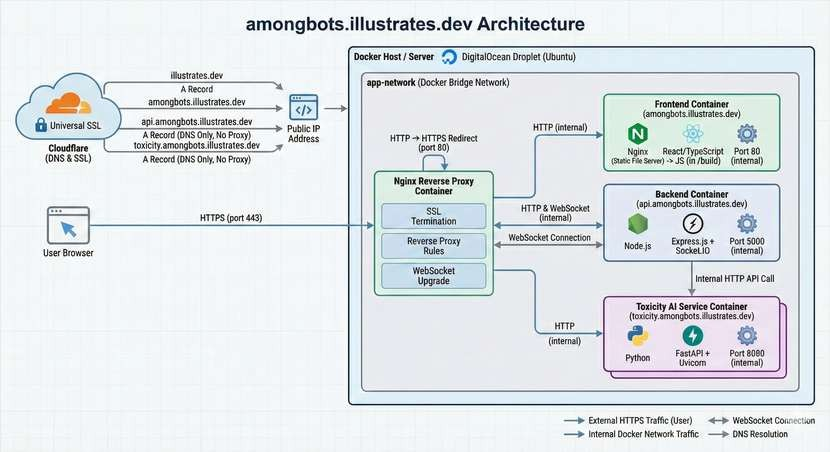 amongbots.illustrates.dev Architecture
Universal SSL
Cloudflare
(DNS & SSL)
illustrates.dev
A Record
amongbots.illustrates.dev
A Record
api.amongbots.illustrates.dev
A Record (DNS Only, No Proxy)
toxicity.amongbots.illustrates.dev
A Record (DNS Only, No Proxy)
Public IP
Address
User Browser
HTTPS (port 443)
Docker Host / Server
DigitalOcean Droplet (Ubuntu)
app-network (Docker Bridge Network)
HTTP → HTTPS Redirect
(port 80)
Nginx Reverse Proxy
Container
SSL
Termination
Reverse Proxy
Rules
WebSocket
Upgrade
HTTP (internal)
HTTP & WebSocket
(internal)
WebSocket Connection
HTTP
(internal)
Frontend Container
(amongbots.illustrates.dev)
Nginx
(Static File Server)
React/TypeScript
-> JS (in /build)
Port 80
(internal)
Backend Container
(api.amongbots.illustrates.dev)
Node.js
Express.js +
Socket.IO
Port 5000
(internal)
Internal HTTP API Call
Toxicity AI Service Container
(toxicity.amongbots.illustrates.dev)
Python
FastAPI +
Uvicorn
Port 8080
(internal)
External HTTPS Traffic (User)
WebSocket Connection
Internal Docker Network Traffic
DNS Resolution